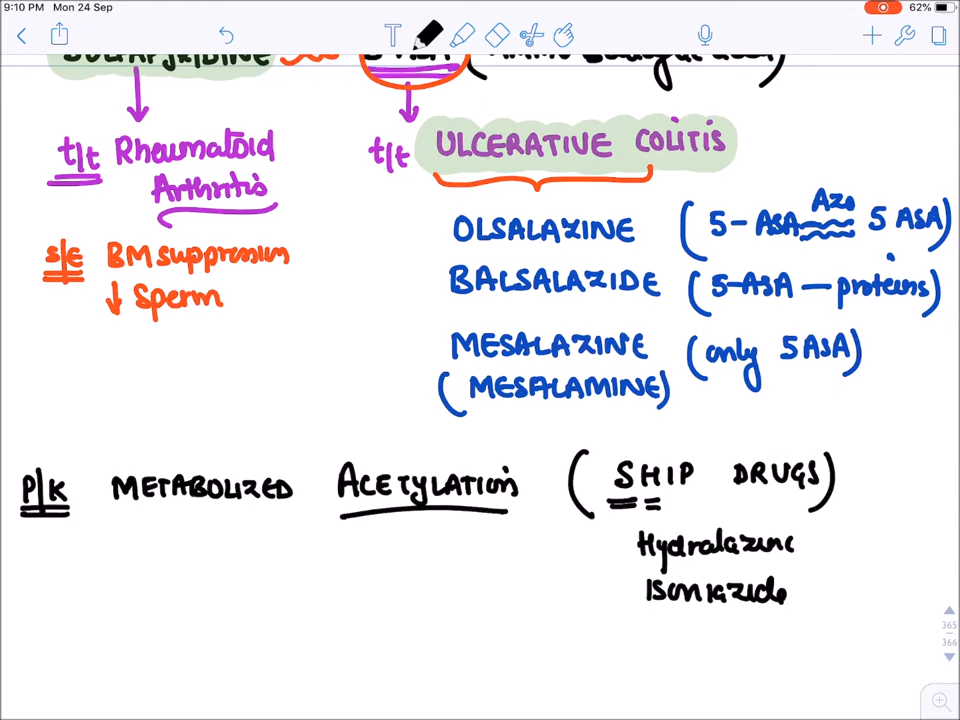 9:10 PM Mon 24 Sep 62%
T
t/t Rheumatoid Arthritis
t/t ULCERATIVE COLITIS
OLSALAZINE (5-ASA Azo 5 ASA)
S/E BM suppression
↓ Sperm
BALSALAZIDE (5-ASA — proteins)
MESALAZINE (only 5 ASA)
(MESALAMINE)
P/K METABOLIZED ACETYLATION (SHIP DRUGS)
Hydralazine
Isoniazide
365
366